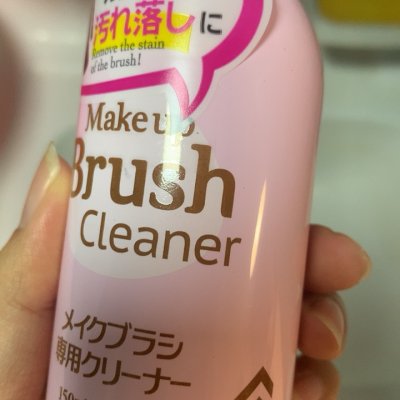 汚れ落しに
Remove the stain
of the brush!
Make up
Brush
Cleaner
メイクブラシ
専用クリーナー